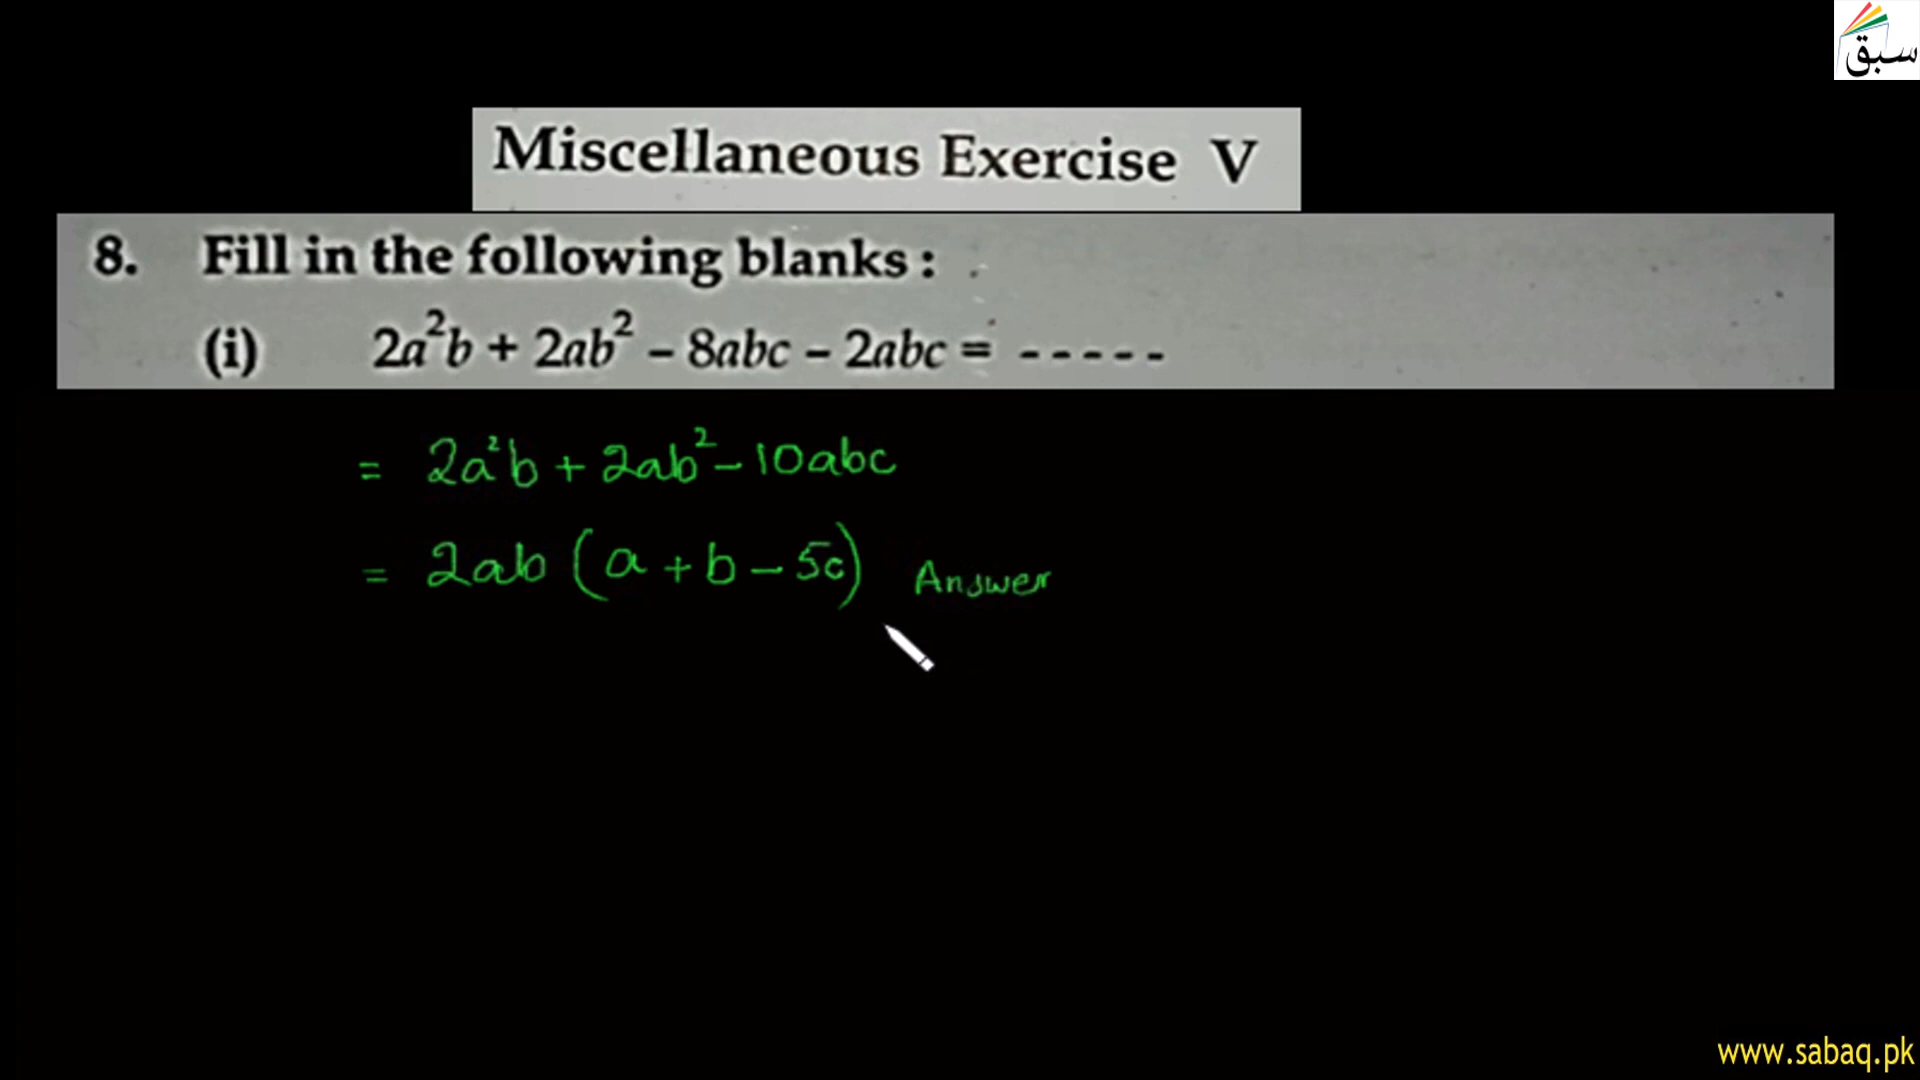 سبق
Miscellaneous Exercise V
8. Fill in the following blanks :
(i) 2a²b + 2ab² – 8abc – 2abc = - - - - -
= 2a²b + 2ab² – 10abc
= 2ab (a + b – 5c) Answer
www.sabaq.pk